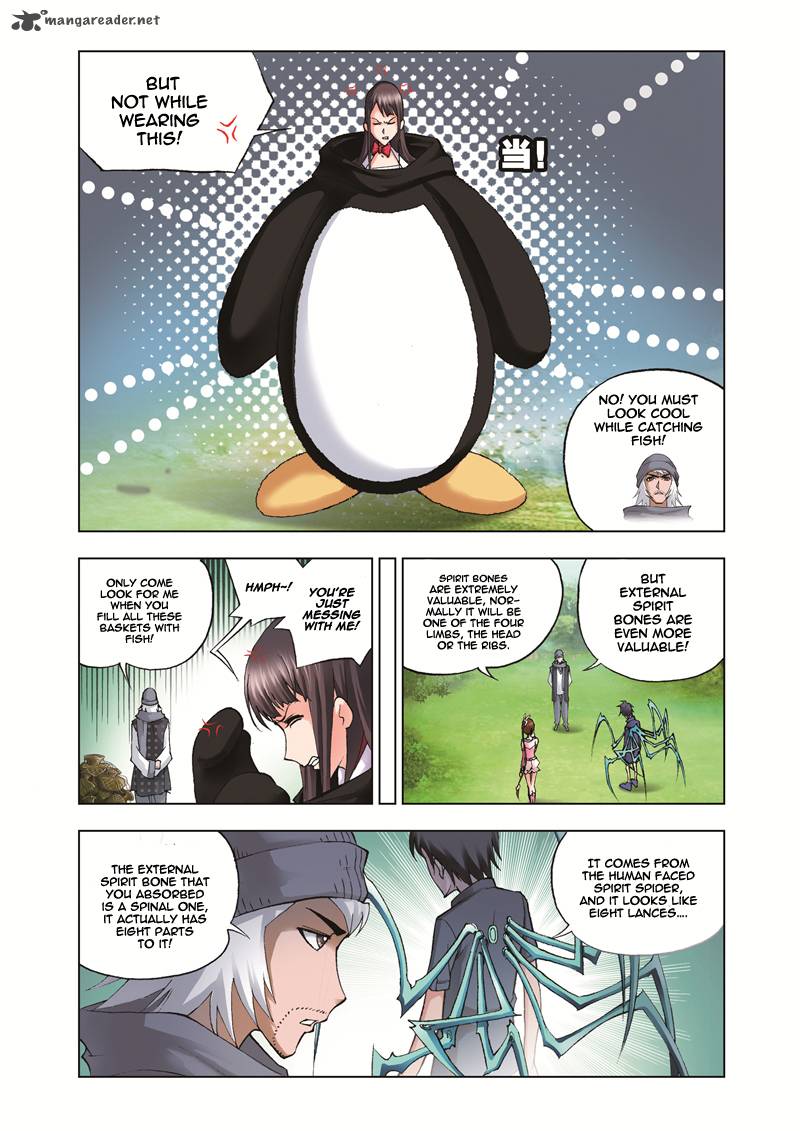 mangareader.net
BUT
NOT WHILE
WEARING
THIS!
当!
NO! YOU MUST
LOOK COOL
WHILE CATCHING
FISH!
ONLY COME
LOOK FOR ME
WHEN YOU
FILL ALL THESE
BASKETS WITH
FISH!
HMPH~!
YOU'RE
JUST
MESSING
WITH ME!
SPIRIT BONES
ARE EXTREMELY
VALUABLE, NOR-
MALLY IT WILL BE
ONE OF THE FOUR
LIMBS, THE HEAD
OR THE RIBS.
BUT
EXTERNAL
SPIRIT
BONES ARE
EVEN MORE
VALUABLE!
THE EXTERNAL
SPIRIT BONE THAT
YOU ABSORBED
IS A SPINAL ONE,
IT ACTUALLY HAS
EIGHT PARTS
TO IT!
IT COMES FROM
THE HUMAN FACED
SPIRIT SPIDER,
AND IT LOOKS LIKE
EIGHT LANCES....